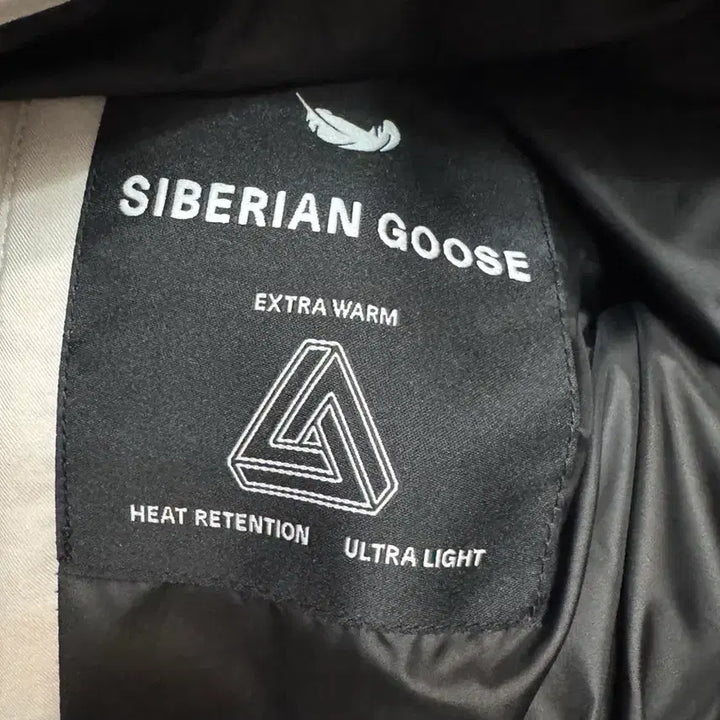 SIBERIAN GOOSE
EXTRA WARM
HEAT RETENTION
ULTRA LIGHT